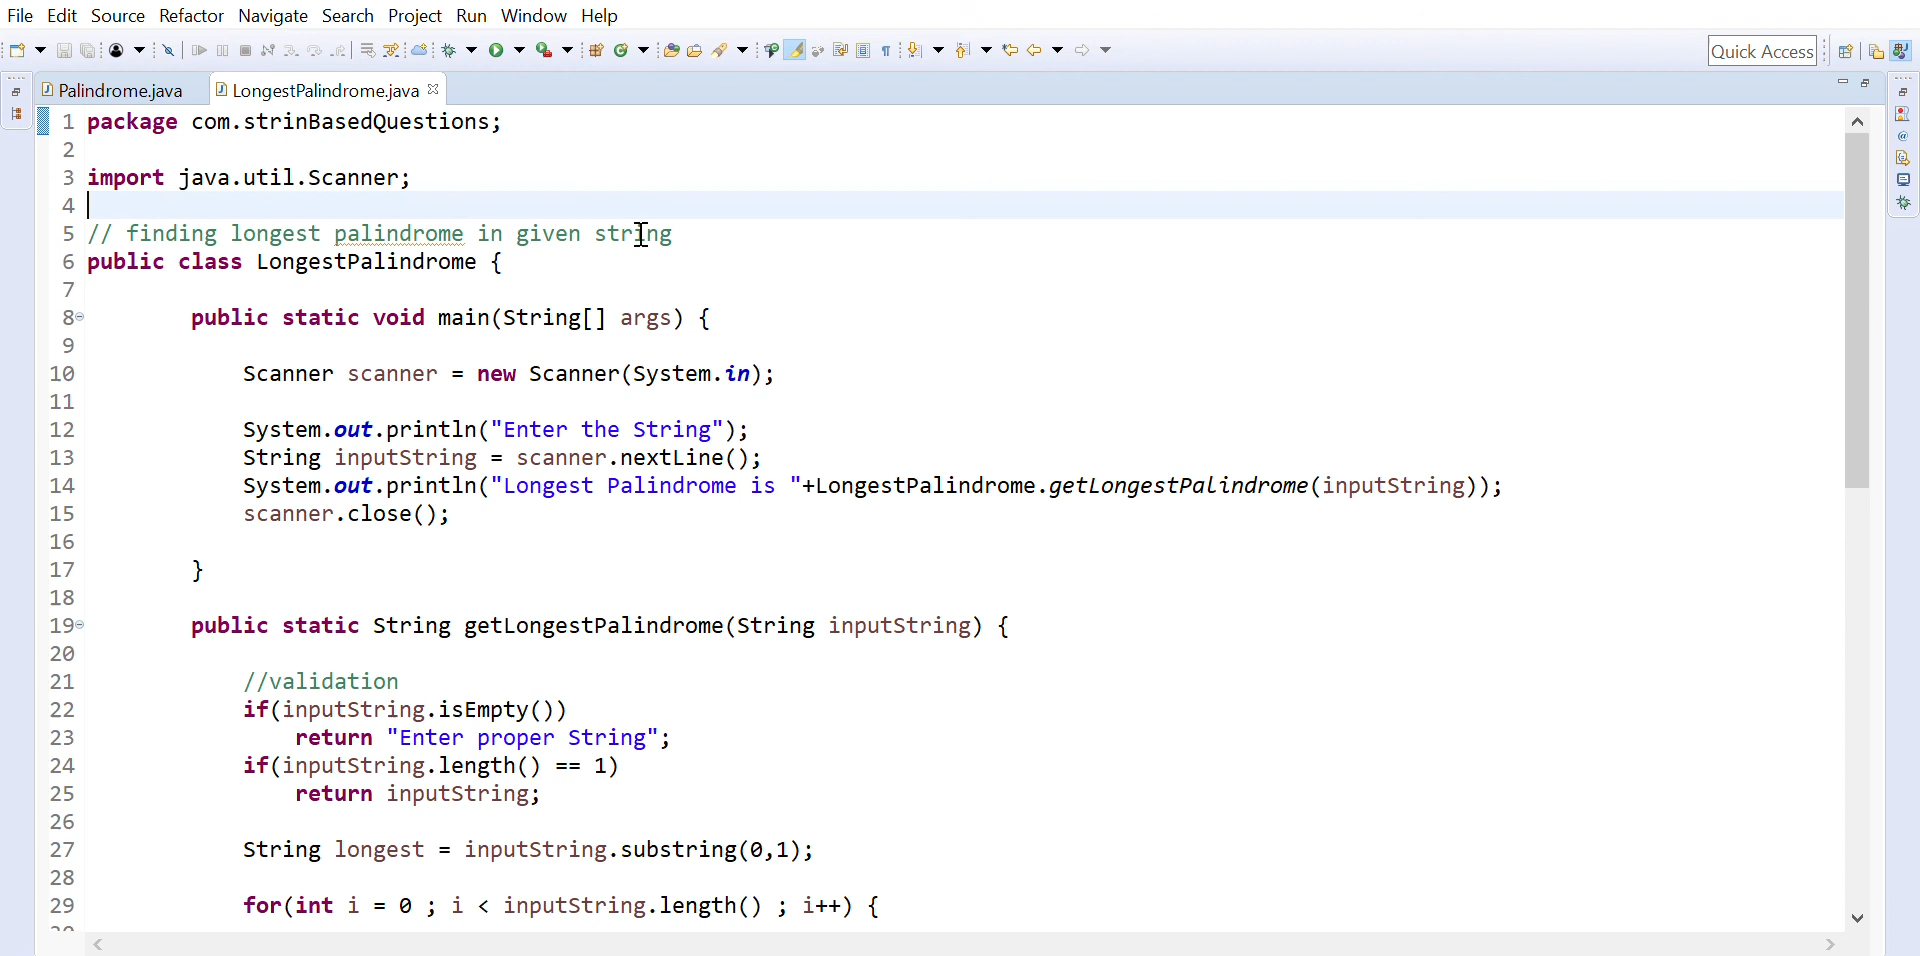 File Edit Source Refactor Navigate Search Project Run Window Help
Quick Access
Palindrome.java LongestPalindrome.java
1 package com.strinBasedQuestions;
2
3 import java.util.Scanner;
4
5 // finding longest palindrome in given string
6 public class LongestPalindrome {
7
8 public static void main(String[] args) {
9
10 Scanner scanner = new Scanner(System.in);
11
12 System.out.println("Enter the String");
13 String inputString = scanner.nextLine();
14 System.out.println("Longest Palindrome is "+LongestPalindrome.getLongestPalindrome(inputString));
15 scanner.close();
16
17 }
18
19 public static String getLongestPalindrome(String inputString) {
20
21 //validation
22 if(inputString.isEmpty())
23 return "Enter proper String";
24 if(inputString.length() == 1)
25 return inputString;
26
27 String longest = inputString.substring(0,1);
28
29 for(int i = 0 ; i < inputString.length() ; i++) {